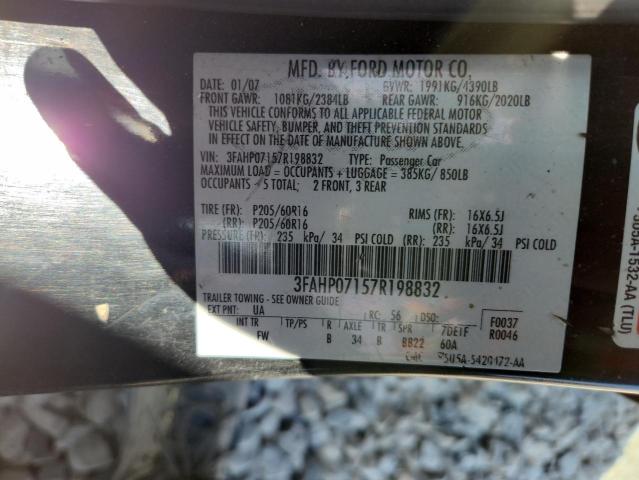 MFD. BY FORD MOTOR CO.
DATE: 01/07 GVWR: 1991KG/4390LB
FRONT GAWR: 1081KG/2384LB REAR GAWR: 916KG/2020LB
THIS VEHICLE CONFORMS TO ALL APPLICABLE FEDERAL MOTOR
VEHICLE SAFETY, BUMPER, AND THEFT PREVENTION STANDARDS
IN EFFECT ON THE DATE OF MANUFACTURE SHOWN ABOVE.
VIN: 3FAHP07157R198832 TYPE: Passenger Car
MAXIMUM LOAD = OCCUPANTS + LUGGAGE = 385KG/ 850LB
OCCUPANTS = 5 TOTAL; 2 FRONT, 3 REAR
TIRE (FR): P205/60R16 RIMS (FR): 16X6.5J
(RR): P205/60R16 (RR): 16X6.5J
PRESSURE (FR): 235 kPa/ 34 PSI COLD (RR): 235 kPa/ 34 PSI COLD
3FAHP07157R198832
TRAILER TOWING - SEE OWNER GUIDE
EXT PNT: UA RC: 56 DSO: F0037
INT TR TP/PS R AXLE TR SPR 7DE1F R0046
FW B 34 B BB22 60A